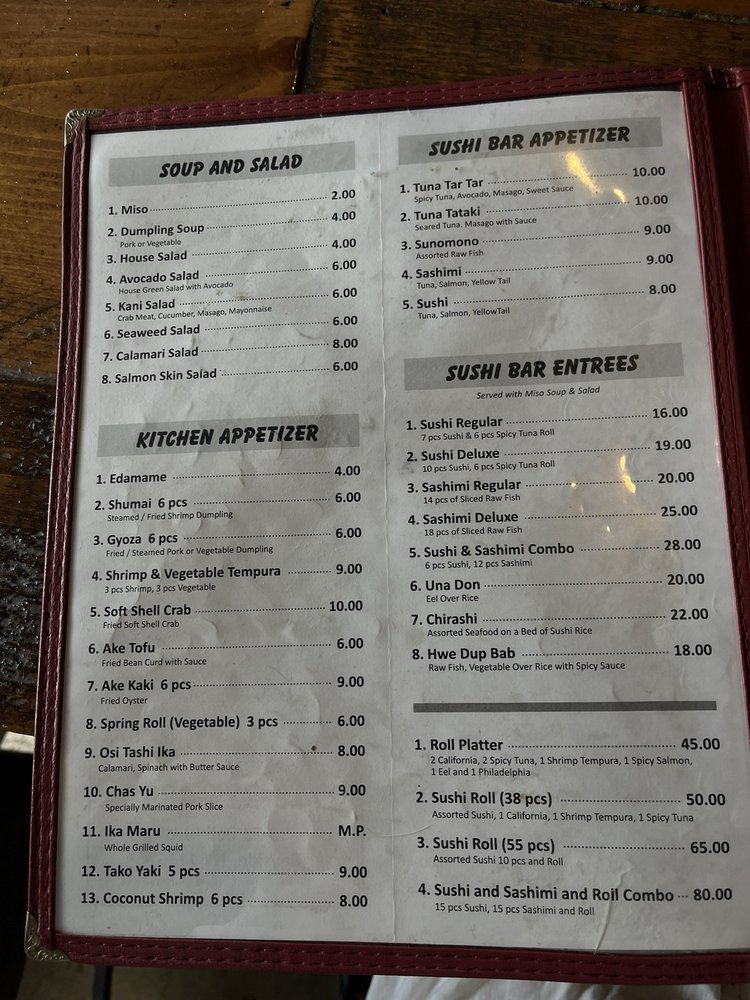 SOUP AND SALAD
1. Miso 2.00
2. Dumpling Soup 4.00
Pork or Vegetable
3. House Salad 4.00
4. Avocado Salad 6.00
House Green Salad with Avocado
5. Kani Salad 6.00
Crab Meat, Cucumber, Masago, Mayonnaise
6. Seaweed Salad 6.00
7. Calamari Salad 8.00
8. Salmon Skin Salad 6.00
KITCHEN APPETIZER
1. Edamame 4.00
2. Shumai 6 pcs 6.00
Steamed / Fried Shrimp Dumpling
3. Gyoza 6 pcs 6.00
Fried / Steamed Pork or Vegetable Dumpling
4. Shrimp & Vegetable Tempura 9.00
3 pcs Shrimp, 3 pcs Vegetable
5. Soft Shell Crab 10.00
Fried Soft Shell Crab
6. Ake Tofu 6.00
Fried Bean Curd with Sauce
7. Ake Kaki 6 pcs 9.00
Fried Oyster
8. Spring Roll (Vegetable) 3 pcs 6.00
9. Osi Tashi Ika 8.00
Calamari, Spinach with Butter Sauce
10. Chas Yu 9.00
Specially Marinated Pork Slice
11. Ika Maru M.P.
Whole Grilled Squid
12. Tako Yaki 5 pcs 9.00
13. Coconut Shrimp 6 pcs 8.00
SUSHI BAR APPETIZER
1. Tuna Tar Tar 10.00
Spicy Tuna, Avocado, Masago, Sweet Sauce
2. Tuna Tataki 10.00
Seared Tuna. Masago with Sauce
3. Sunomono 9.00
Assorted Raw Fish
4. Sashimi 9.00
Tuna, Salmon, Yellow Tail
5. Sushi 8.00
Tuna, Salmon, YellowTail
SUSHI BAR ENTREES
Served with Miso Soup & Salad
1. Sushi Regular 16.00
7 pcs Sushi & 6 pcs Spicy Tuna Roll
2. Sushi Deluxe 19.00
10 pcs Sushi, 6 pcs Spicy Tuna Roll
3. Sashimi Regular 20.00
14 pcs of Sliced Raw Fish
4. Sashimi Deluxe 25.00
18 pcs of Sliced Raw Fish
5. Sushi & Sashimi Combo 28.00
6 pcs Sushi, 12 pcs Sashimi
6. Una Don 20.00
Eel Over Rice
7. Chirashi 22.00
Assorted Seafood on a Bed of Sushi Rice
8. Hwe Dup Bab 18.00
Raw Fish, Vegetable Over Rice with Spicy Sauce
1. Roll Platter 45.00
2 California, 2 Spicy Tuna, 1 Shrimp Tempura, 1 Spicy Salmon,
1 Eel and 1 Philadelphia
2. Sushi Roll (38 pcs) 50.00
Assorted Sushi, 1 California, 1 Shrimp Tempura, 1 Spicy Tuna
3. Sushi Roll (55 pcs) 65.00
Assorted Sushi 10 pcs and Roll
4. Sushi and Sashimi and Roll Combo 80.00
15 pcs Sushi, 15 pcs Sashimi and Roll